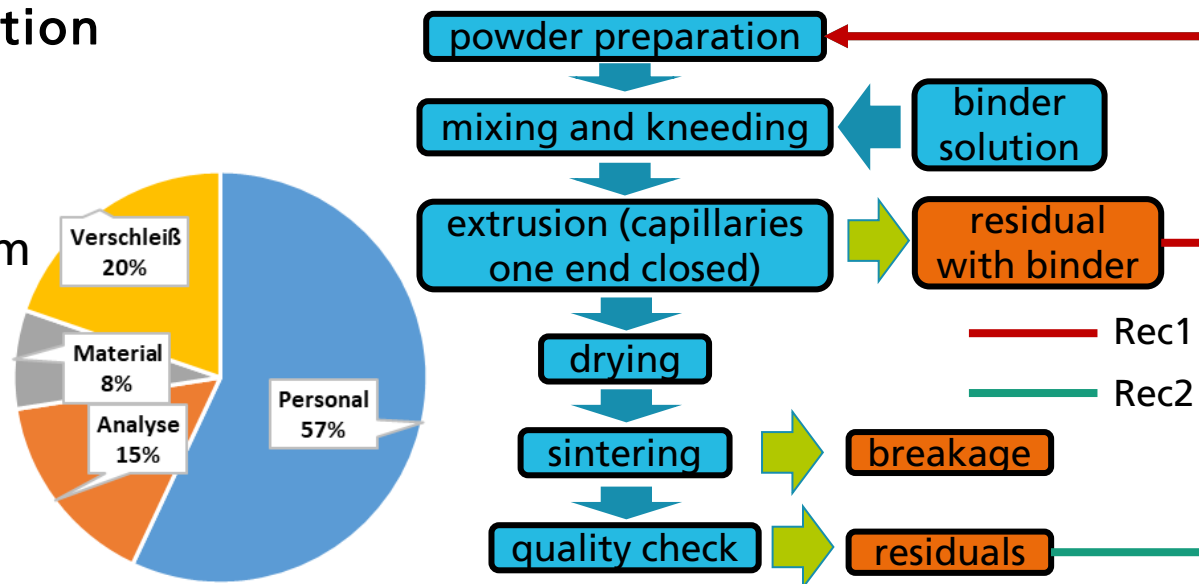 tion
m
Verschleiß
20%
Material
8%
Analyse
15%
Personal
57%
powder preparation
mixing and kneeding
binder
solution
extrusion (capillaries
one end closed)
residual
with binder
Rec1
drying
Rec2
sintering
breakage
quality check
residuals